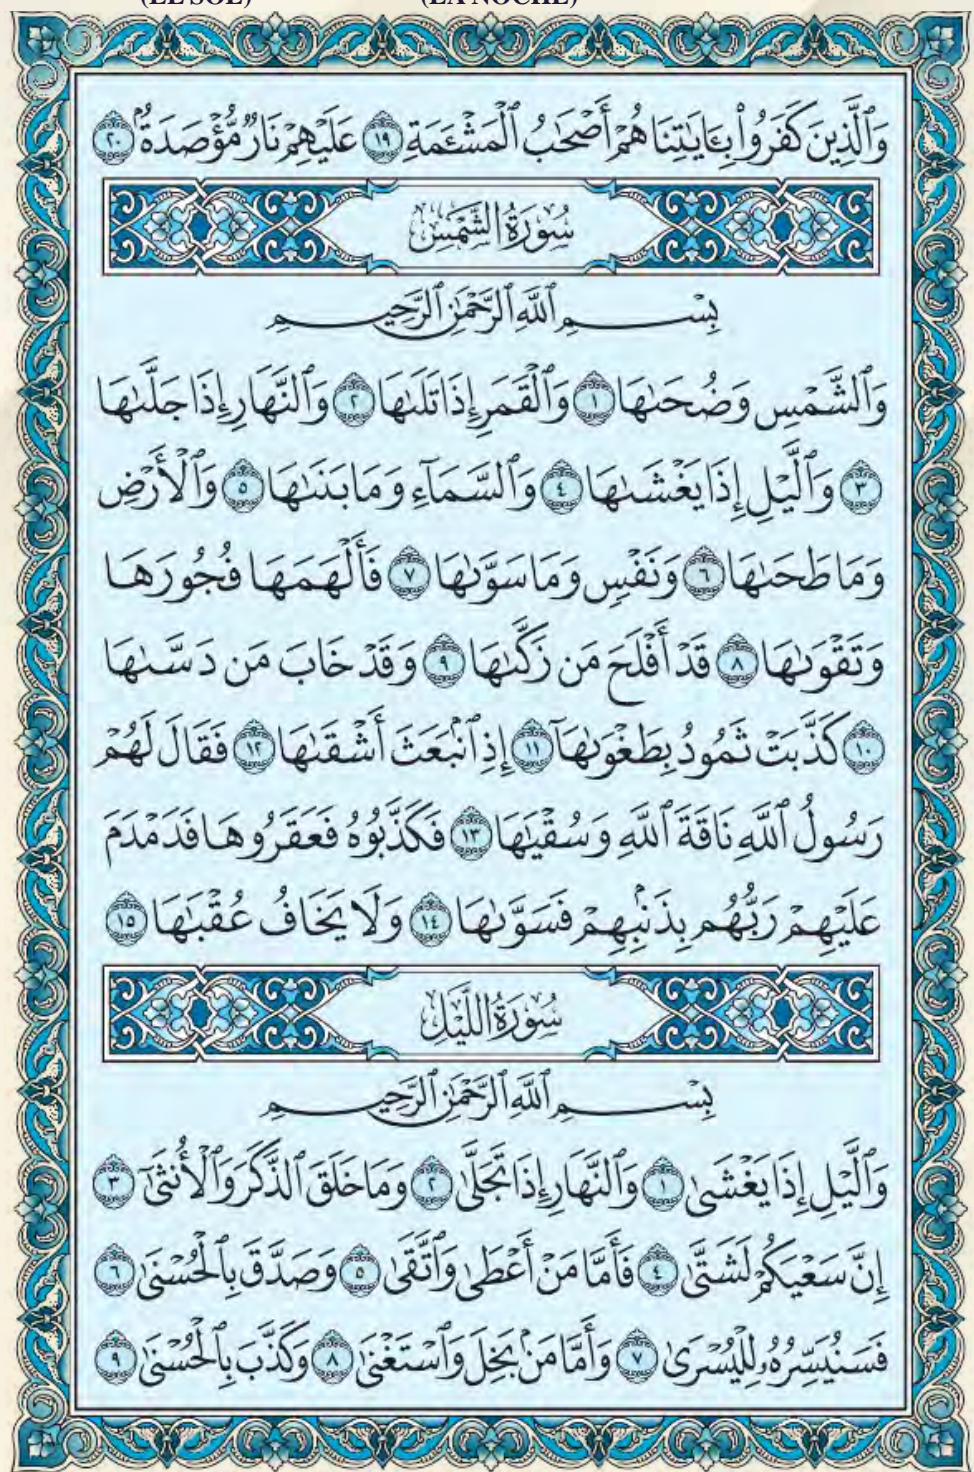 (EL SOL) (LA NOCHE)
وَٱلَّذِينَ كَفَرُواْ بِـَٔايَٰتِنَا هُمْ أَصْحَٰبُ ٱلْمَشْـَٔمَةِ ١٩ عَلَيْهِمْ نَارٌ مُّؤْصَدَةٌۢ ٢٠
سُورَةُ الشَّمْسِ
بِسْمِ ٱللَّهِ ٱلرَّحْمَٰنِ ٱلرَّحِيمِ
وَٱلشَّمْسِ وَضُحَىٰهَا ١ وَٱلْقَمَرِ إِذَا تَلَىٰهَا ٢ وَٱلنَّهَارِ إِذَا جَلَّىٰهَا
٣ وَٱلَّيْلِ إِذَا يَغْشَىٰهَا ٤ وَٱلسَّمَآءِ وَمَا بَنَىٰهَا ٥ وَٱلْأَرْضِ
وَمَا طَحَىٰهَا ٦ وَنَفْسٍ وَمَا سَوَّىٰهَا ٧ فَأَلْهَمَهَا فُجُورَهَا
وَتَقْوَىٰهَا ٨ قَدْ أَفْلَحَ مَن زَكَّىٰهَا ٩ وَقَدْ خَابَ مَن دَسَّىٰهَا
١٠ كَذَّبَتْ ثَمُودُ بِطَغْوَىٰهَآ ١١ إِذِ ٱنۢبَعَثَ أَشْقَىٰهَا ١٢ فَقَالَ لَهُمْ
رَسُولُ ٱللَّهِ نَاقَةَ ٱللَّهِ وَسُقْيَٰهَا ١٣ فَكَذَّبُوهُ فَعَقَرُوهَا فَدَمْدَمَ
عَلَيْهِمْ رَبُّهُم بِذَنۢبِهِمْ فَسَوَّىٰهَا ١٤ وَلَا يَخَافُ عُقْبَٰهَا ١٥
سُورَةُ اللَّيْلِ
بِسْمِ ٱللَّهِ ٱلرَّحْمَٰنِ ٱلرَّحِيمِ
وَٱلَّيْلِ إِذَا يَغْشَىٰ ١ وَٱلنَّهَارِ إِذَا تَجَلَّىٰ ٢ وَمَا خَلَقَ ٱلذَّكَرَ وَٱلْأُنثَىٰٓ ٣
إِنَّ سَعْيَكُمْ لَشَتَّىٰ ٤ فَأَمَّا مَنْ أَعْطَىٰ وَٱتَّقَىٰ ٥ وَصَدَّقَ بِٱلْحُسْنَىٰ ٦
فَسَنُيَسِّرُهُۥ لِلْيُسْرَىٰ ٧ وَأَمَّا مَنۢ بَخِلَ وَٱسْتَغْنَىٰ ٨ وَكَذَّبَ بِٱلْحُسْنَىٰ ٩